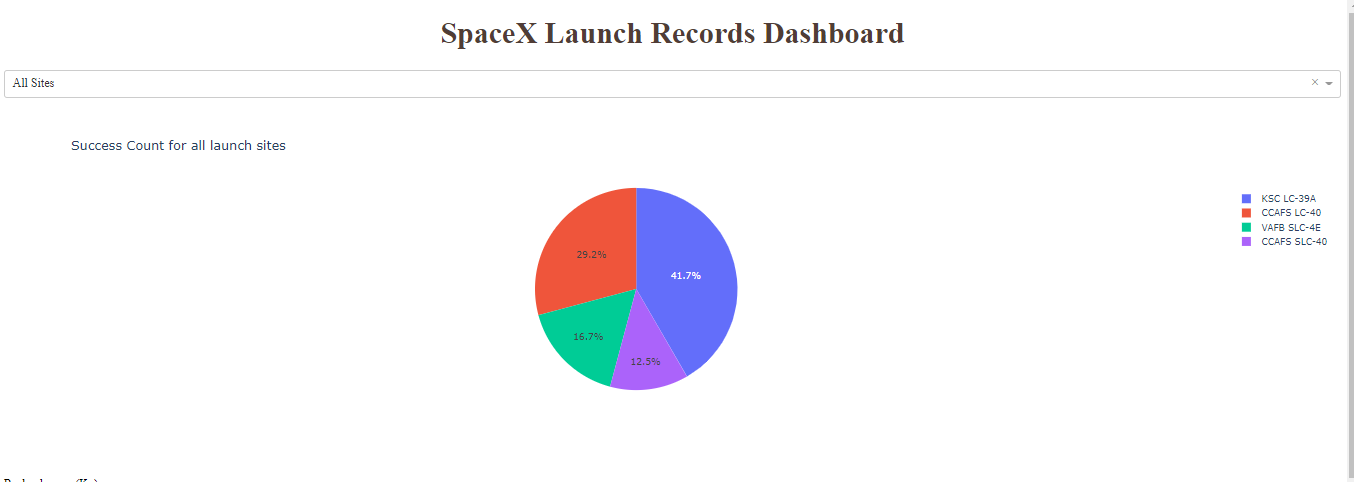 SpaceX Launch Records Dashboard
All Sites
Success Count for all launch sites
KSC LC-39A
CCAFS LC-40
VAFB SLC-4E
CCAFS SLC-40
29.2%
41.7%
16.7%
12.5%